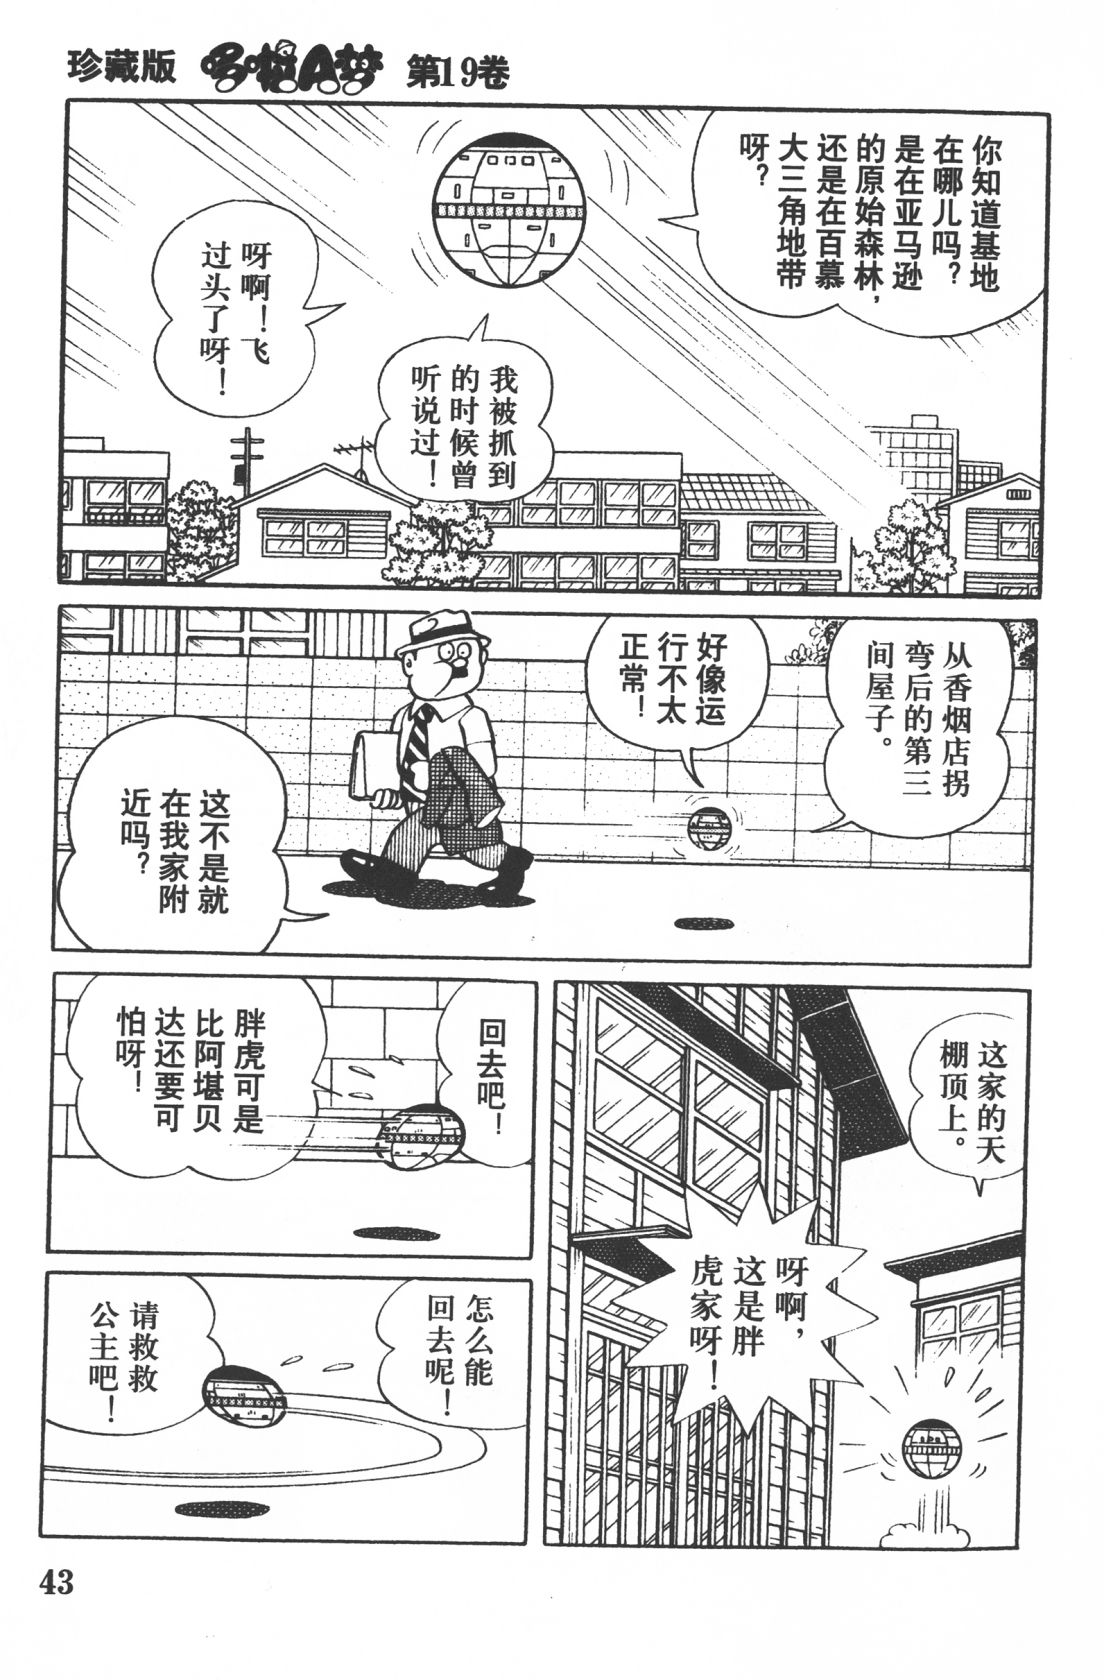 珍藏版 哆啦A梦 第19卷
你知道基地
在哪儿吗？
是在亚马逊
的原始森林，
还是在百慕
大三角地带
呀？
我被抓到
的时候曾
听说过！
呀啊！飞
过头了呀！
从香烟店拐
弯后的第三
间屋子。
好像运
行不太
正常！
这不是就
在我家附
近吗？
这家的天
棚顶上。
呀啊，
这是胖
虎家呀！
回去吧！
胖虎可是
比阿堪贝
达还要可
怕呀！
怎么能
回去呢！
请救救
公主吧！
43